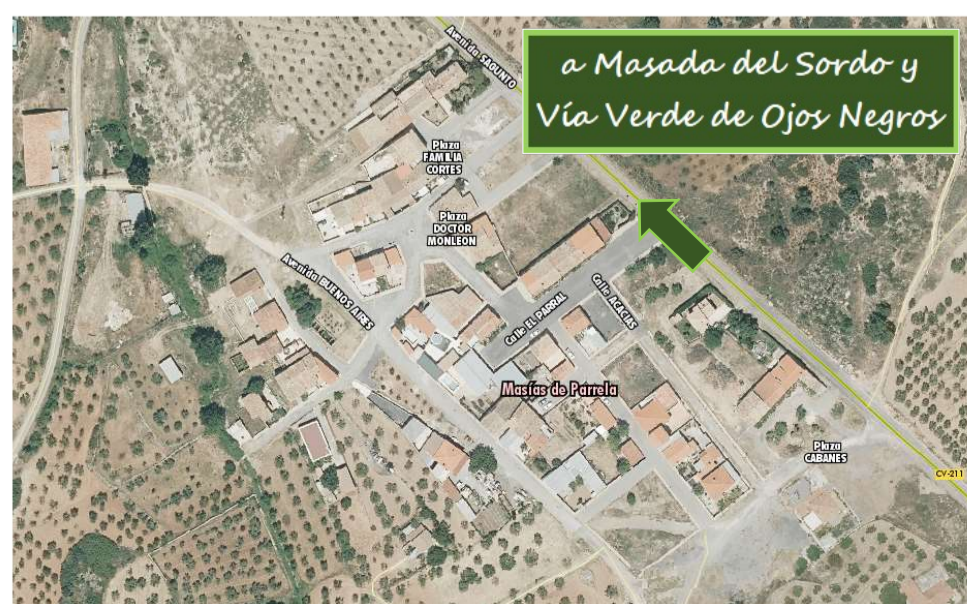 Avenida SAGUNTO
a Masada del Sordo y
Vía Verde de Ojos Negros
Plaza
FAMILIA
CORTES
Plaza
DOCTOR
MONLEON
Avenida BUENOS AIRES
Calle EL PARRAL
Calle ACACIAS
Masías de Parrela
Plaza
CABANES
CV-211